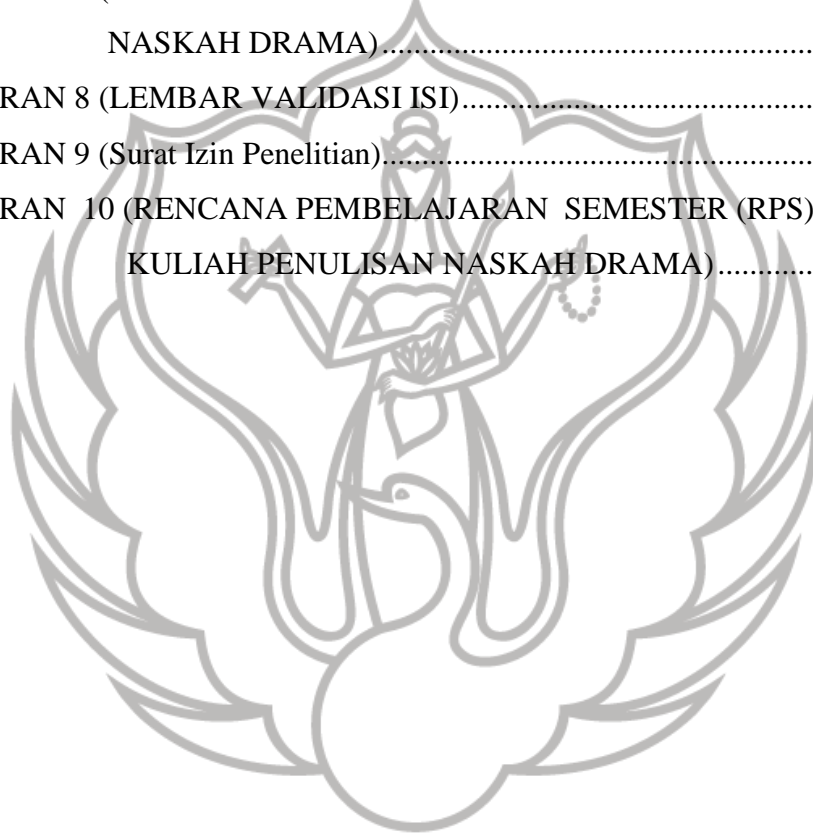 NASKAH DRAMA)......................................................
RAN 8 (LEMBAR VALIDASI ISI)............................................
RAN 9 (Surat Izin Penelitian)......................................................
RAN 10 (RENCANA PEMBELAJARAN SEMESTER (RPS)
KULIAH PENULISAN NASKAH DRAMA)............